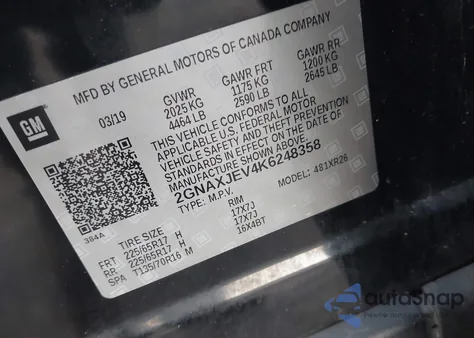 MFD BY GENERAL MOTORS OF CANADA COMPANY
03/19 GVWR GAWR FRT GAWR RR
2025 KG 1175 KG 1200 KG
4464 LB 2590 LB 2645 LB
THIS VEHICLE CONFORMS TO ALL
APPLICABLE U.S. FEDERAL MOTOR
VEHICLE SAFETY AND THEFT PREVENTION
STANDARDS IN EFFECT ON THE DATE OF
MANUFACTURE SHOWN ABOVE.
2GNAXJEV4K6248358
TYPE: M.P.V. MODEL: 481XR26
GM
384A
TIRE SIZE RIM
FRT 225/65R17 H 17X7J
RR 225/65R17 H 17X7J
SPA T135/70R16 M 16X4BT
autosnap